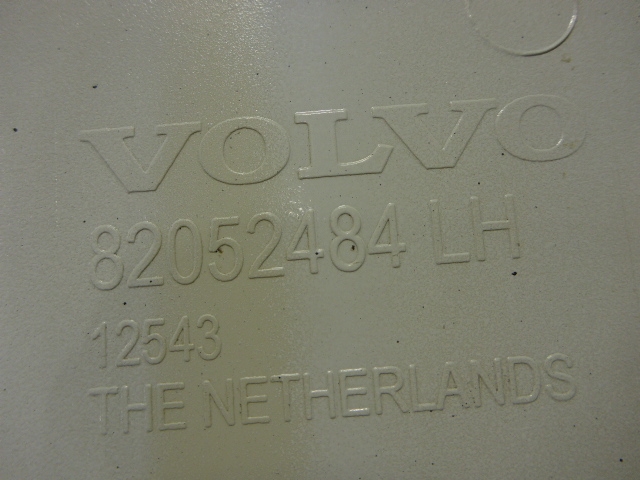 VOLVO
82052484 LH
12543
THE NETHERLANDS